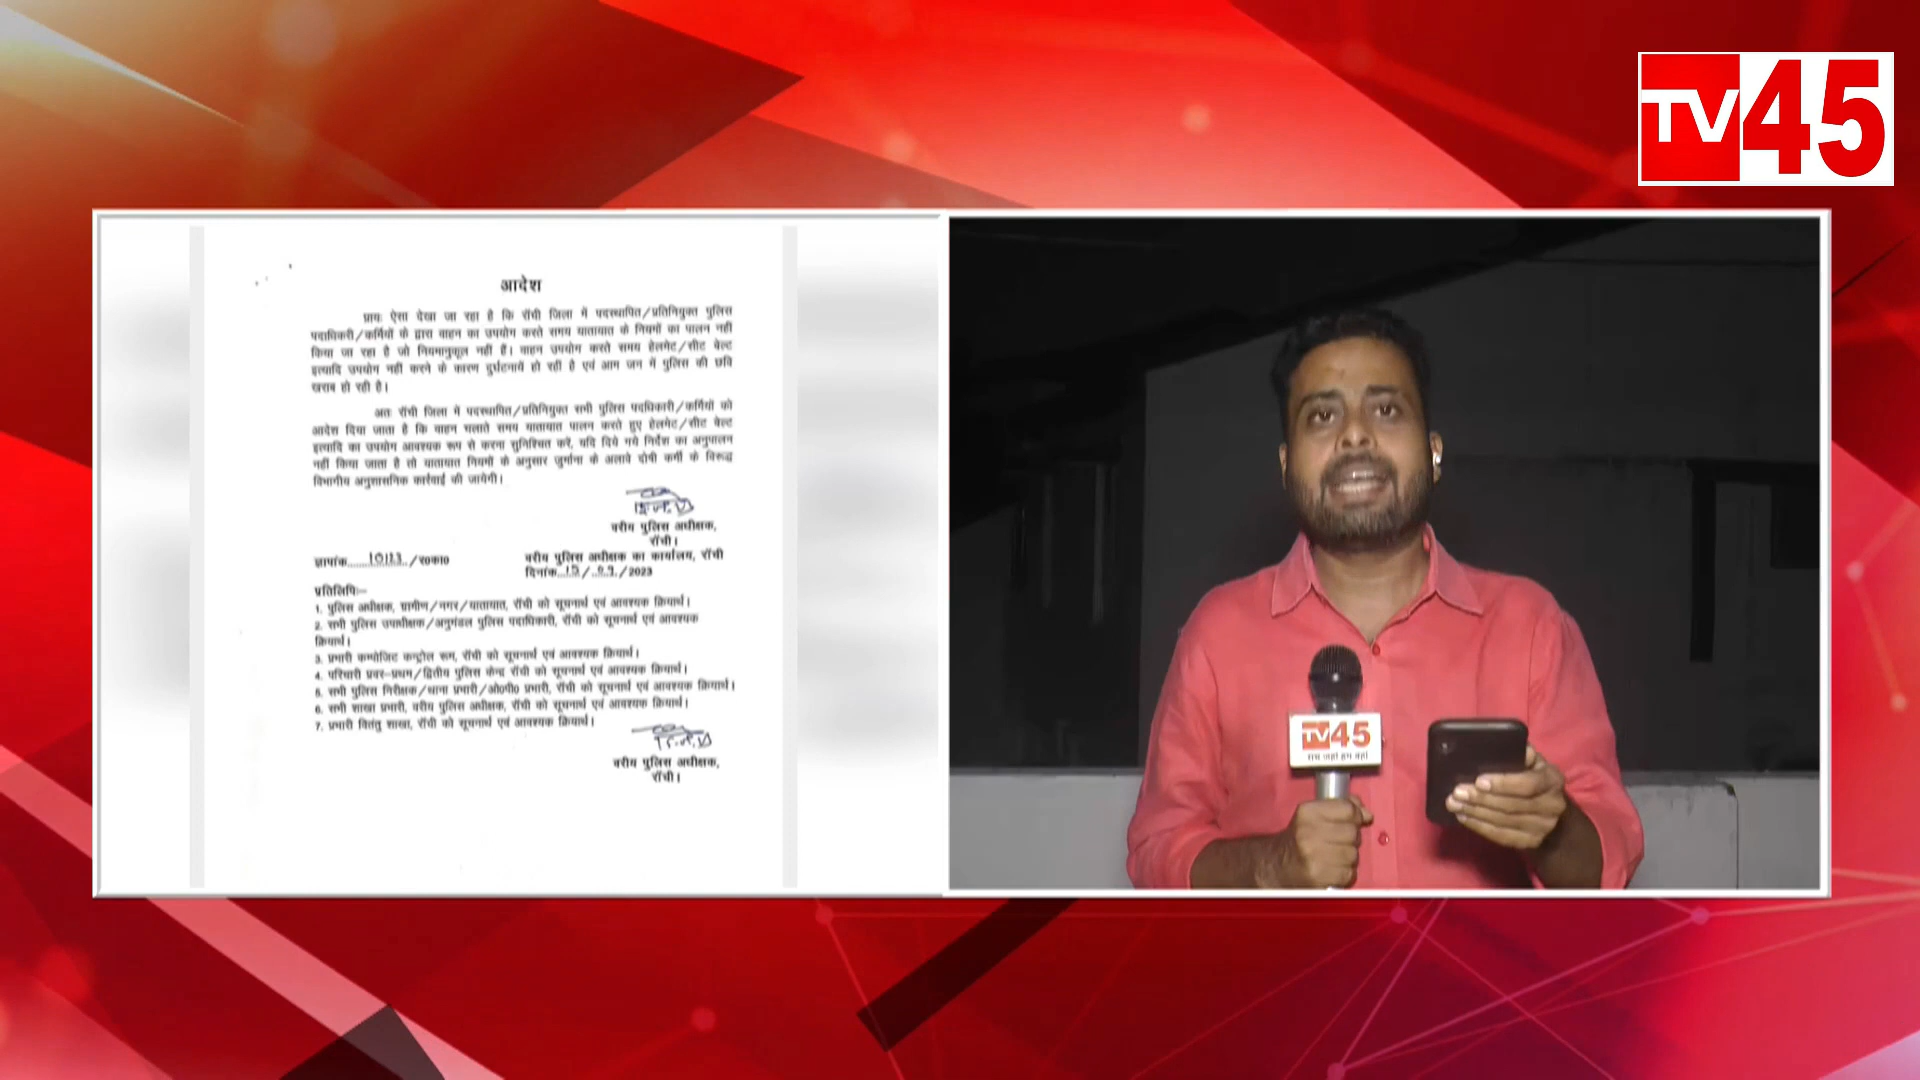 TV45
आदेश
प्रायः ऐसा देखा जा रहा है कि राँची जिला में पदस्थापित/प्रतिनियुक्त पुलिस
पदाधिकारी/कर्मियों के द्वारा वाहन का उपयोग करते समय यातायात के नियमों का पालन नहीं
किया जा रहा है जो नियमानुकूल नहीं है। वाहन उपयोग करते समय हेलमेट/सीट बेल्ट
इत्यादि उपयोग नहीं करने के कारण दुर्घटनायें हो रही है एवं आम जन में पुलिस की छवि
खराब हो रही है।
अतः राँची जिला में पदस्थापित/प्रतिनियुक्त सभी पुलिस पदाधिकारी/कर्मियों को
आदेश दिया जाता है कि वाहन चलाते समय यातायात पालन करते हुए हेलमेट/सीट बेल्ट
इत्यादि का उपयोग आवश्यक रूप से करना सुनिश्चित करें, यदि दिये गये निर्देश का अनुपालन
नहीं किया जाता है तो यातायात नियमों के अनुसार जुर्माना के अलावे दोषी कर्मी के विरूद्ध
विभागीय अनुशासनिक कार्रवाई की जायेगी।
वरीय पुलिस अधीक्षक,
राँची।
ज्ञापांक......./र०का०
वरीय पुलिस अधीक्षक का कार्यालय, राँची
दिनांक...15../..09../2023
प्रतिलिपिः—
1. पुलिस अधीक्षक, ग्रामीण/नगर/यातायात, राँची को सूचनार्थ एवं आवश्यक क्रियार्थ।
2. सभी पुलिस उपाधीक्षक/अनुमंडल पुलिस पदाधिकारी, राँची को सूचनार्थ एवं आवश्यक
क्रियार्थ।
3. प्रभारी कम्पोजिट कन्ट्रोल रूम, राँची को सूचनार्थ एवं आवश्यक क्रियार्थ।
4. परिचारी प्रवर–प्रथम/द्वितीय पुलिस केन्द्र राँची को सूचनार्थ एवं आवश्यक क्रियार्थ।
5. सभी पुलिस निरीक्षक/थाना प्रभारी/ओ०पी० प्रभारी, राँची को सूचनार्थ एवं आवश्यक क्रियार्थ।
6. सभी शाखा प्रभारी, वरीय पुलिस अधीक्षक, राँची को सूचनार्थ एवं आवश्यक क्रियार्थ।
7. प्रभारी वितंतु शाखा, राँची को सूचनार्थ एवं आवश्यक क्रियार्थ।
वरीय पुलिस अधीक्षक,
राँची।
TV45